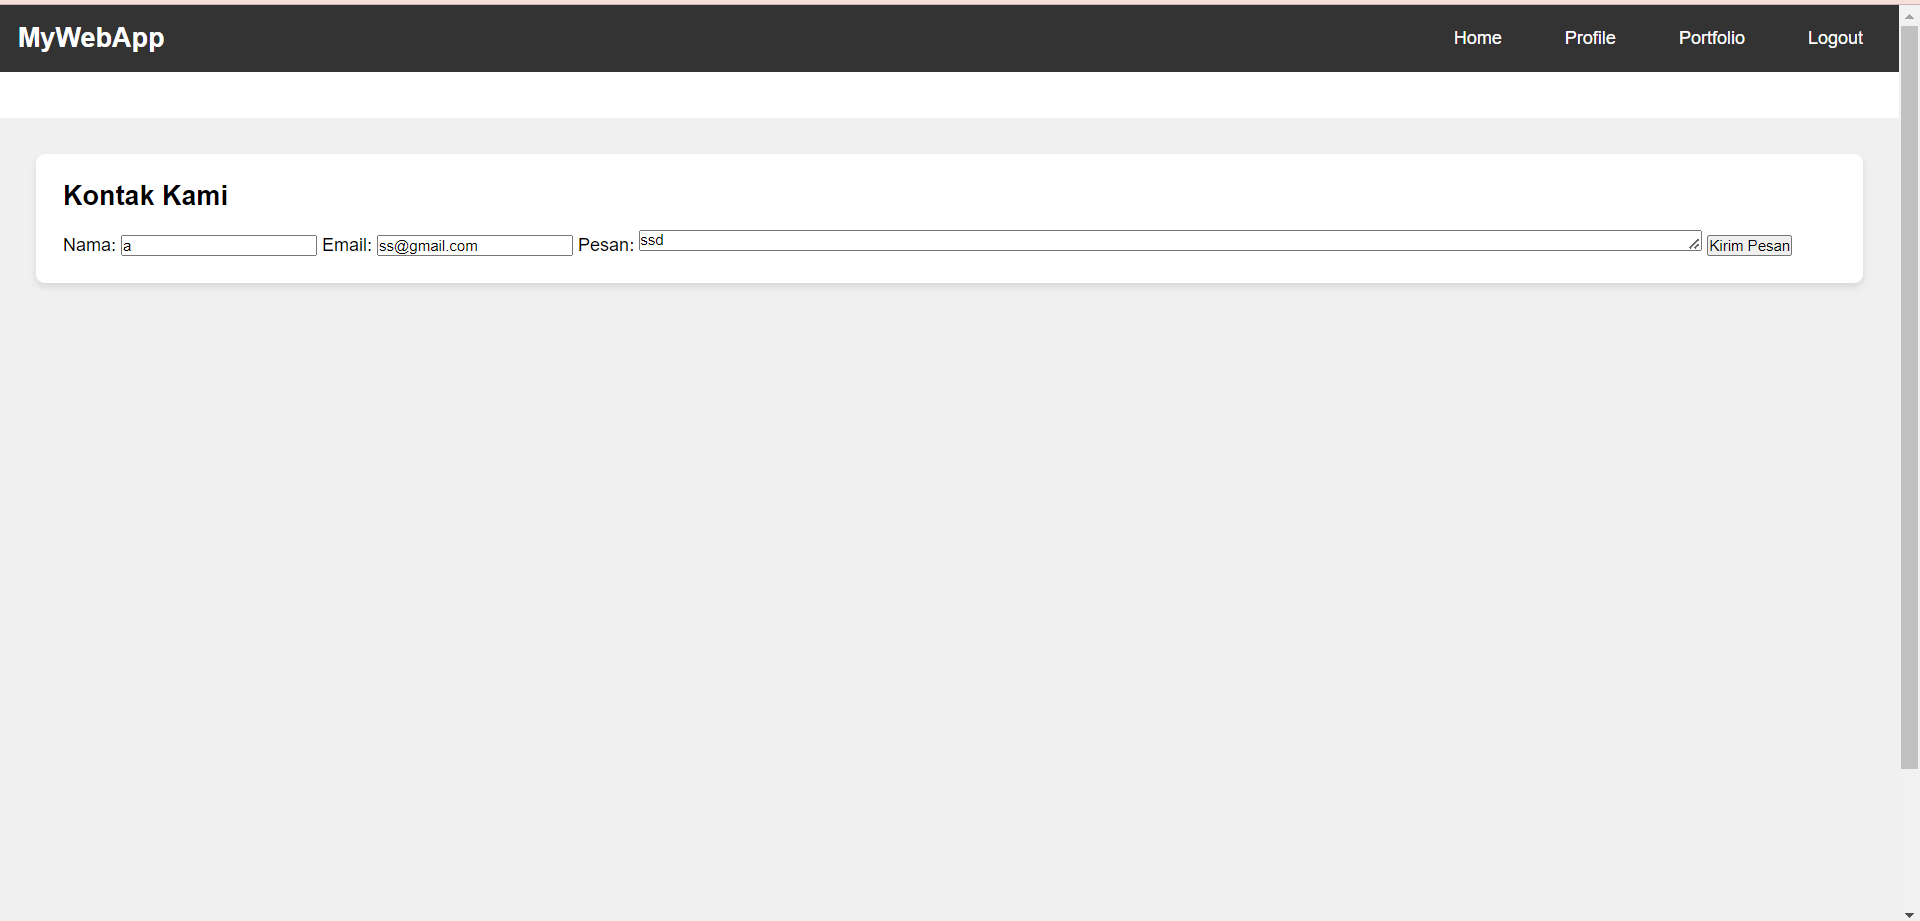 MyWebApp Home Profile Portfolio Logout
Kontak Kami
Nama: a Email: ss@gmail.com Pesan: ssd Kirim Pesan